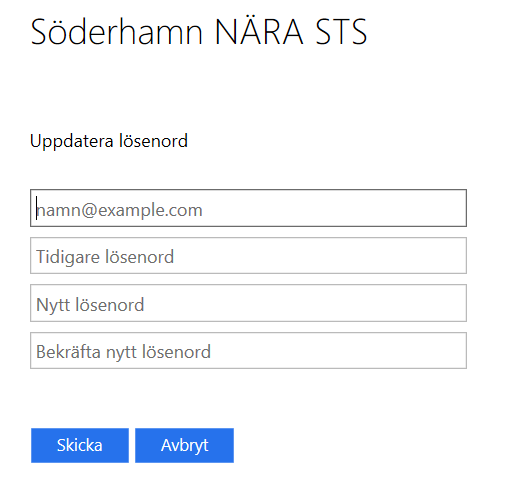 Söderhamn NÄRA STS
Uppdatera lösenord
namn@example.com
Tidigare lösenord
Nytt lösenord
Bekräfta nytt lösenord
Skicka
Avbryt